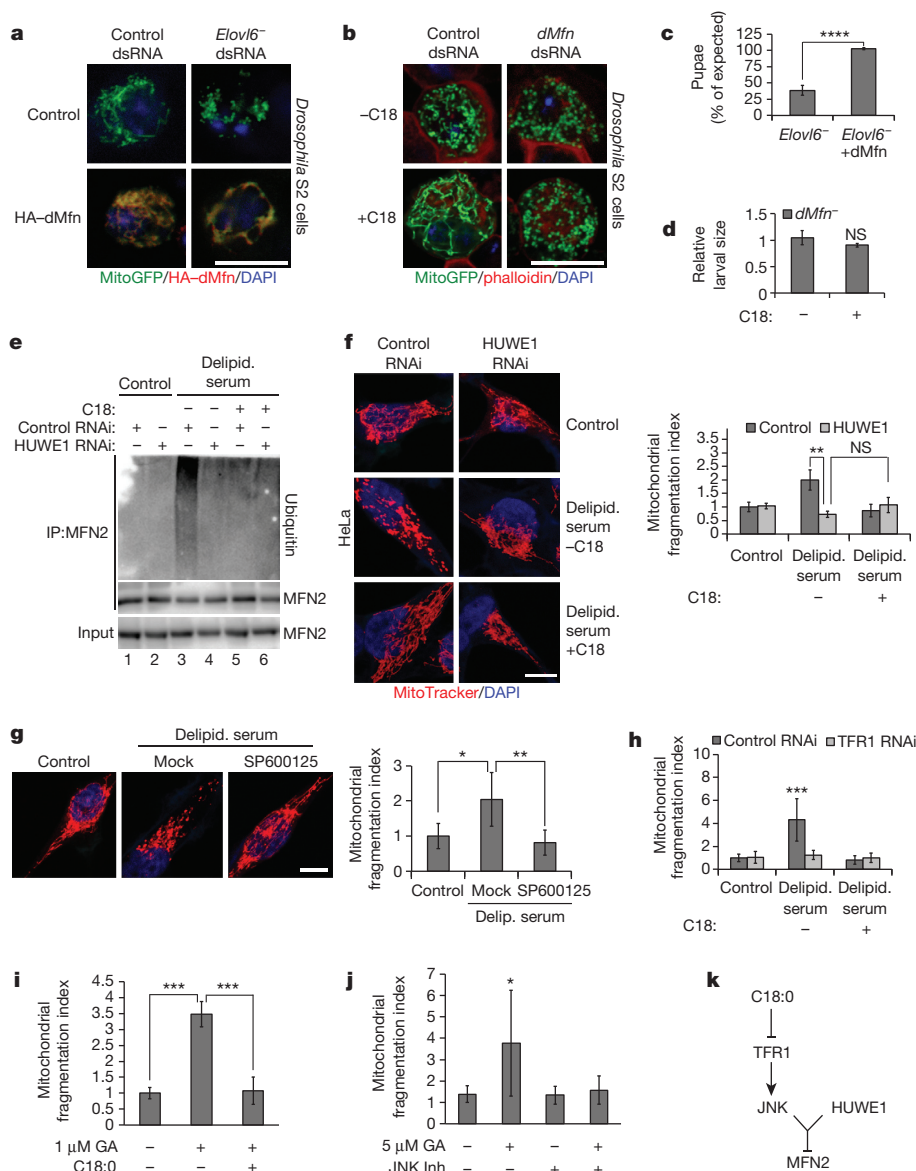 a
Control dsRNA
Elovl6⁻ dsRNA
Control
HA–dMfn
Drosophila S2 cells
MitoGFP/HA–dMfn/DAPI
b
Control dsRNA
dMfn dsRNA
–C18
+C18
Drosophila S2 cells
MitoGFP/phalloidin/DAPI
c
Pupae (% of expected)
125
100
75
50
25
0
****
Elovl6⁻
Elovl6⁻ +dMfn
d
Relative larval size
1.5
1
0.5
0
dMfn⁻
NS
C18: – +
e
Control
Delipid. serum
C18: – – + +
Control RNAi: + – + – + –
HUWE1 RNAi: – + – + – +
IP:MFN2
Ubiquitin
MFN2
Input
MFN2
1 2 3 4 5 6
f
Control RNAi
HUWE1 RNAi
HeLa
Control
Delipid. serum –C18
Delipid. serum +C18
MitoTracker/DAPI
Mitochondrial fragmentation index
3.5
2.5
2.2
1.5
1
0.5
Control HUWE1
**
NS
Control
Delipid. serum
Delipid. serum
C18: – +
g
Delipid. serum
Control
Mock
SP600125
Mitochondrial fragmentation index
3
2
1
0
*
**
Control Mock SP600125
Delip. serum
h
Control RNAi TFR1 RNAi
Mitochondrial fragmentation index
10
8
6
4
2
0
***
Control
Delipid. serum
Delipid. serum
C18: – +
i
Mitochondrial fragmentation index
4.5
4
3.5
3
2.5
2
1.5
1
0.5
***
***
1 μM GA – + +
C18:0 – – +
j
Mitochondrial fragmentation index
7
6
5
4
3
2
1
0
*
5 μM GA – + – +
JNK Inh – – + +
k
C18:0
TFR1
JNK
HUWE1
MFN2